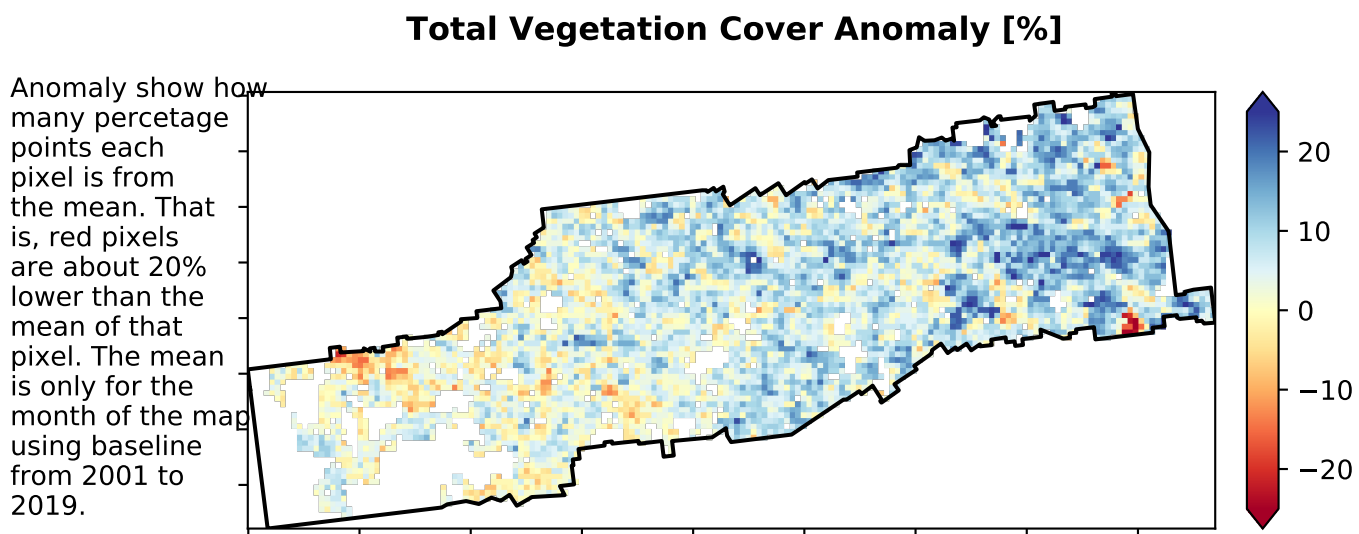 Total Vegetation Cover Anomaly [%]
Anomaly show how
many percetage
points each
pixel is from
the mean. That
is, red pixels
are about 20%
lower than the
mean of that
pixel. The mean
is only for the
month of the map
using baseline
from 2001 to
2019.
20
10
0
−10
−20